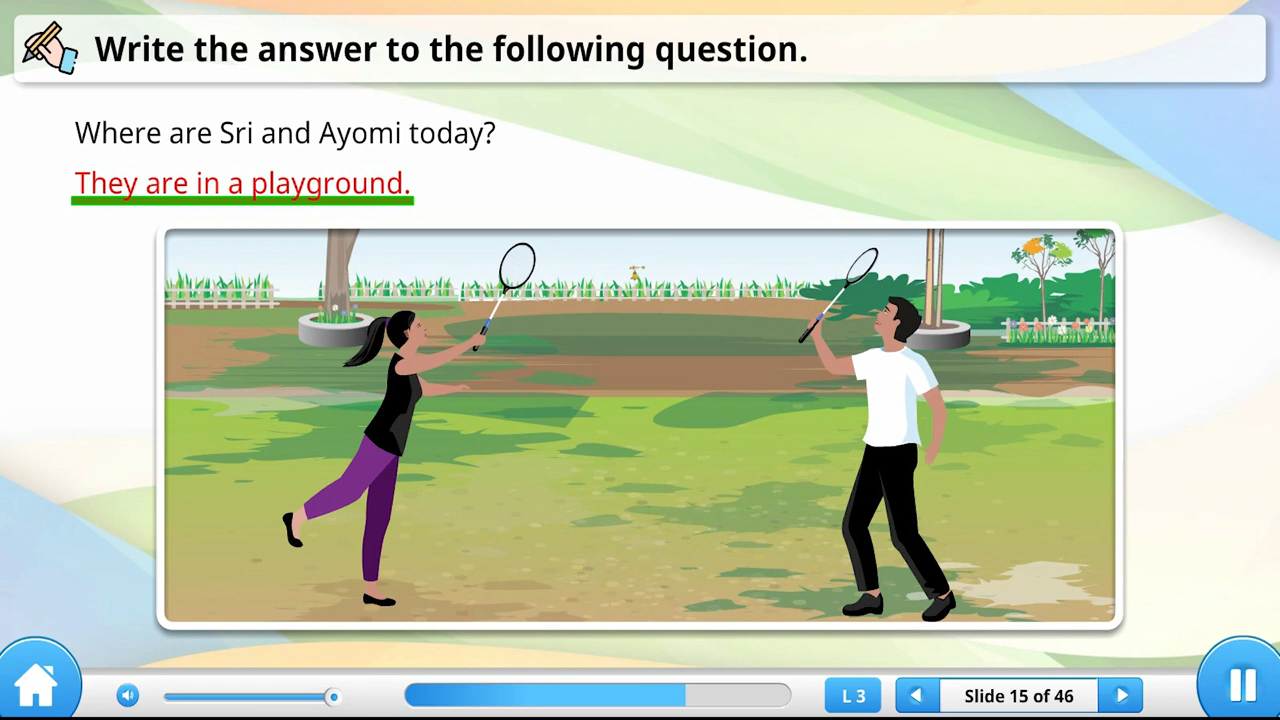 Write the answer to the following question.
Where are Sri and Ayomi today?
They are in a playground.
L 3
Slide 15 of 46